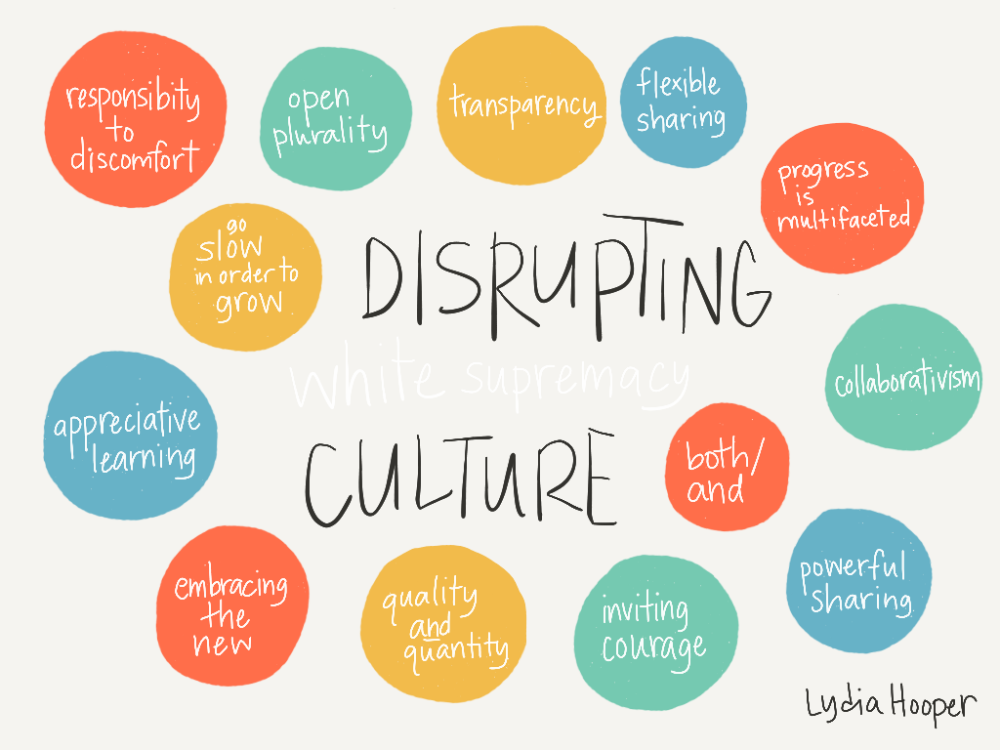 responsibity
to
discomfort
open
plurality
transparency
flexible
sharing
progress
is
multifaceted
go
slow
in order to
grow
DISRUPTING
white supremacy
CULTURE
collaborativism
appreciative
learning
both/
and
embracing
the
new
quality
and
quantity
inviting
courage
powerful
sharing
Lydia Hooper